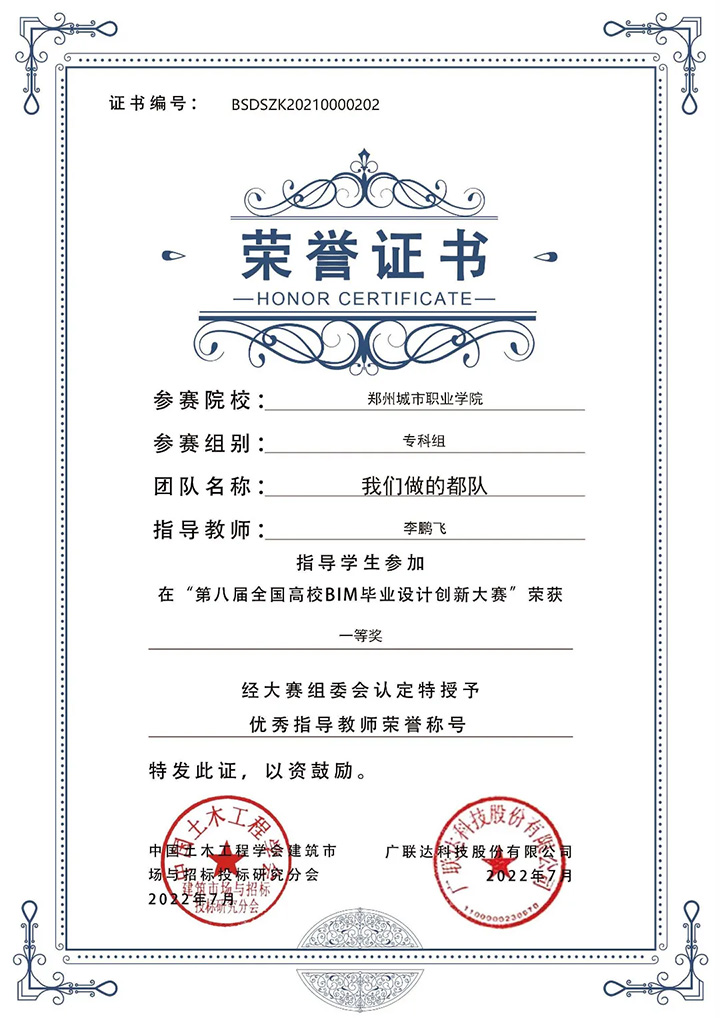 证书编号： BSDSZK20210000202
荣誉证书
—HONOR CERTIFICATE—
参赛院校：郑州城市职业学院
参赛组别：专科组
团队名称：我们做的都队
指导教师：李鹏飞
指导学生参加
在“第八届全国高校BIM毕业设计创新大赛”荣获
一等奖
经大赛组委会认定特授予
优秀指导教师荣誉称号
特发此证，以资鼓励。
中国土木工程学会建筑市
场与招标投标研究分会
2022年7月
广联达科技股份有限公司
2022年7月
中国土木工程学会
建筑市场与招标
投标研究分会
广联达科技股份有限公司